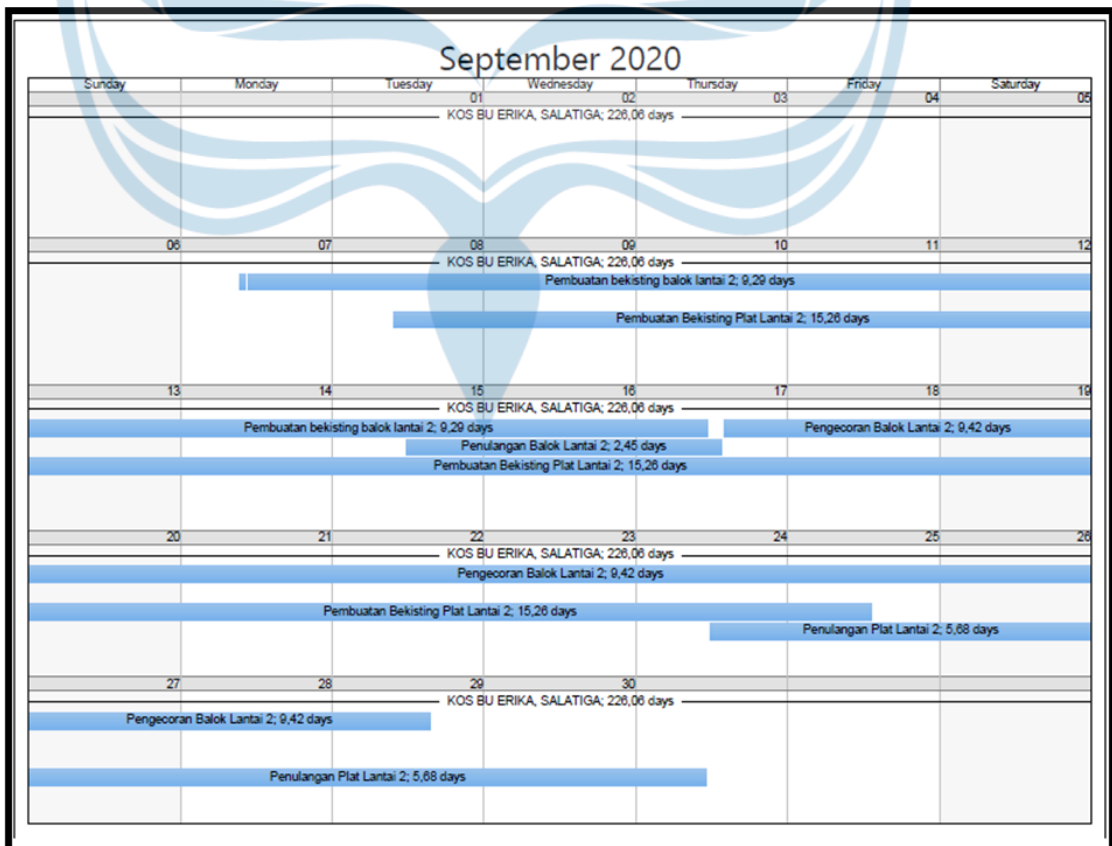 September 2020
Sunday Monday Tuesday Wednesday Thursday Friday Saturday
01 02 03 04 05
KOS BU ERIKA, SALATIGA; 226,06 days
06 07 08 09 10 11 12
KOS BU ERIKA, SALATIGA; 226,06 days
Pembuatan bekisting balok lantai 2; 9,29 days
Pembuatan Bekisting Plat Lantai 2; 15,26 days
13 14 15 16 17 18 19
KOS BU ERIKA, SALATIGA; 226,06 days
Pembuatan bekisting balok lantai 2; 9,29 days Pengecoran Balok Lantai 2; 9,42 days
Penulangan Balok Lantai 2; 2,45 days
Pembuatan Bekisting Plat Lantai 2; 15,26 days
20 21 22 23 24 25 26
KOS BU ERIKA, SALATIGA; 226,06 days
Pengecoran Balok Lantai 2; 9,42 days
Pembuatan Bekisting Plat Lantai 2; 15,26 days
Penulangan Plat Lantai 2; 5,68 days
27 28 29 30
KOS BU ERIKA, SALATIGA; 226,06 days
Pengecoran Balok Lantai 2; 9,42 days
Penulangan Plat Lantai 2; 5,68 days